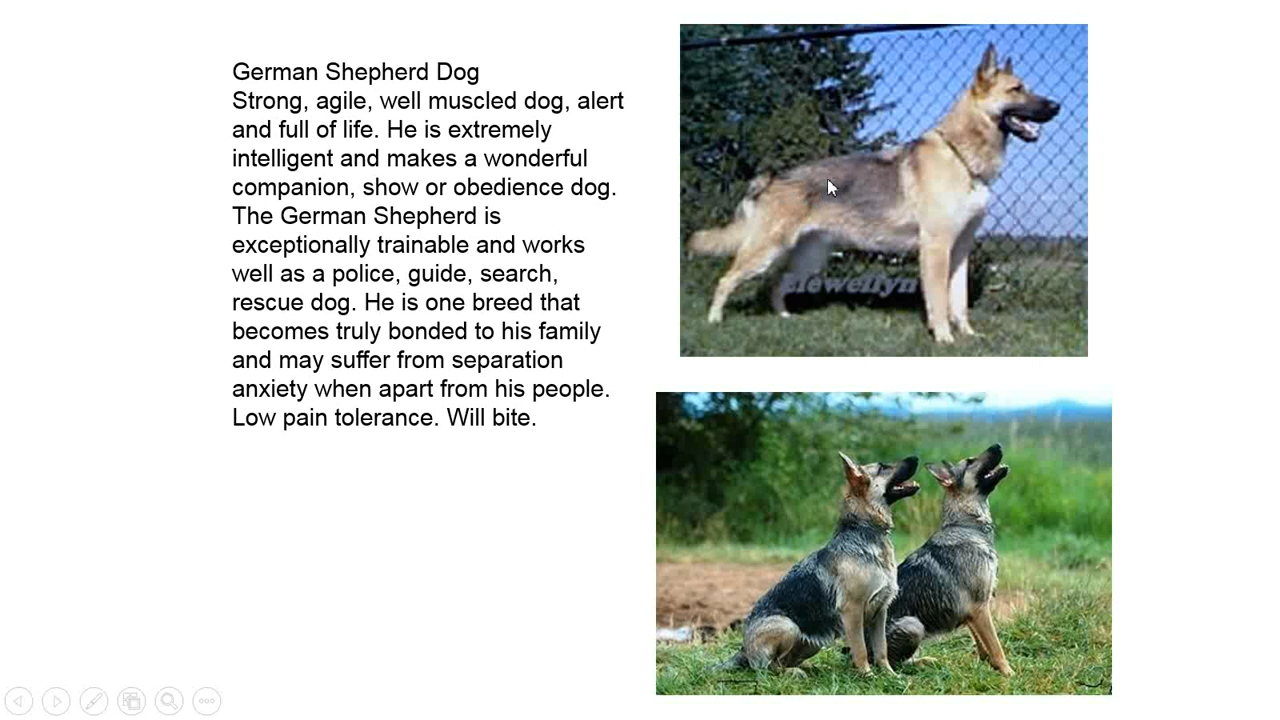 German Shepherd Dog
Strong, agile, well muscled dog, alert
and full of life. He is extremely
intelligent and makes a wonderful
companion, show or obedience dog.
The German Shepherd is
exceptionally trainable and works
well as a police, guide, search,
rescue dog. He is one breed that
becomes truly bonded to his family
and may suffer from separation
anxiety when apart from his people.
Low pain tolerance. Will bite.
Llewellyn